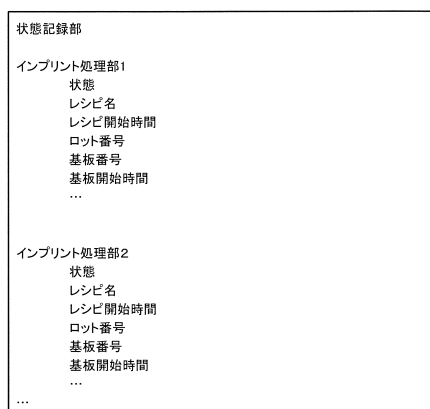 状態記録部
インプリント処理部1
状態
レシピ名
レシピ開始時間
ロット番号
基板番号
基板開始時間
…
インプリント処理部2
状態
レシピ名
レシピ開始時間
ロット番号
基板番号
基板開始時間
…
…